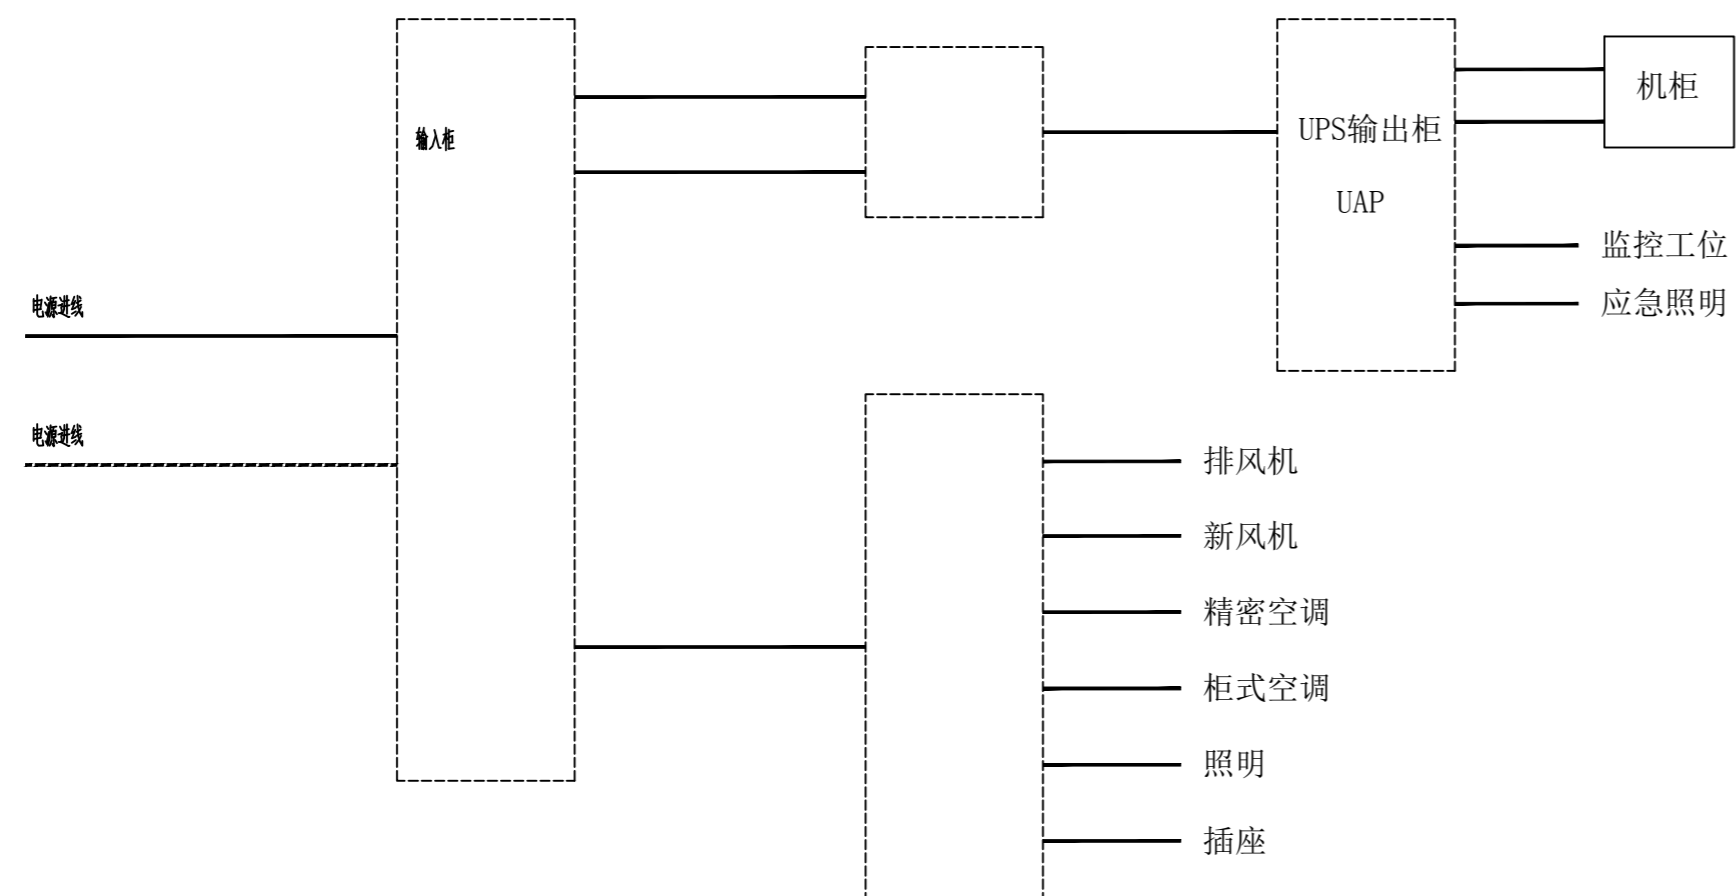 输入柜
UPS输出柜
UAP
机柜
监控工位
应急照明
电源进线
电源进线
排风机
新风机
精密空调
柜式空调
照明
插座